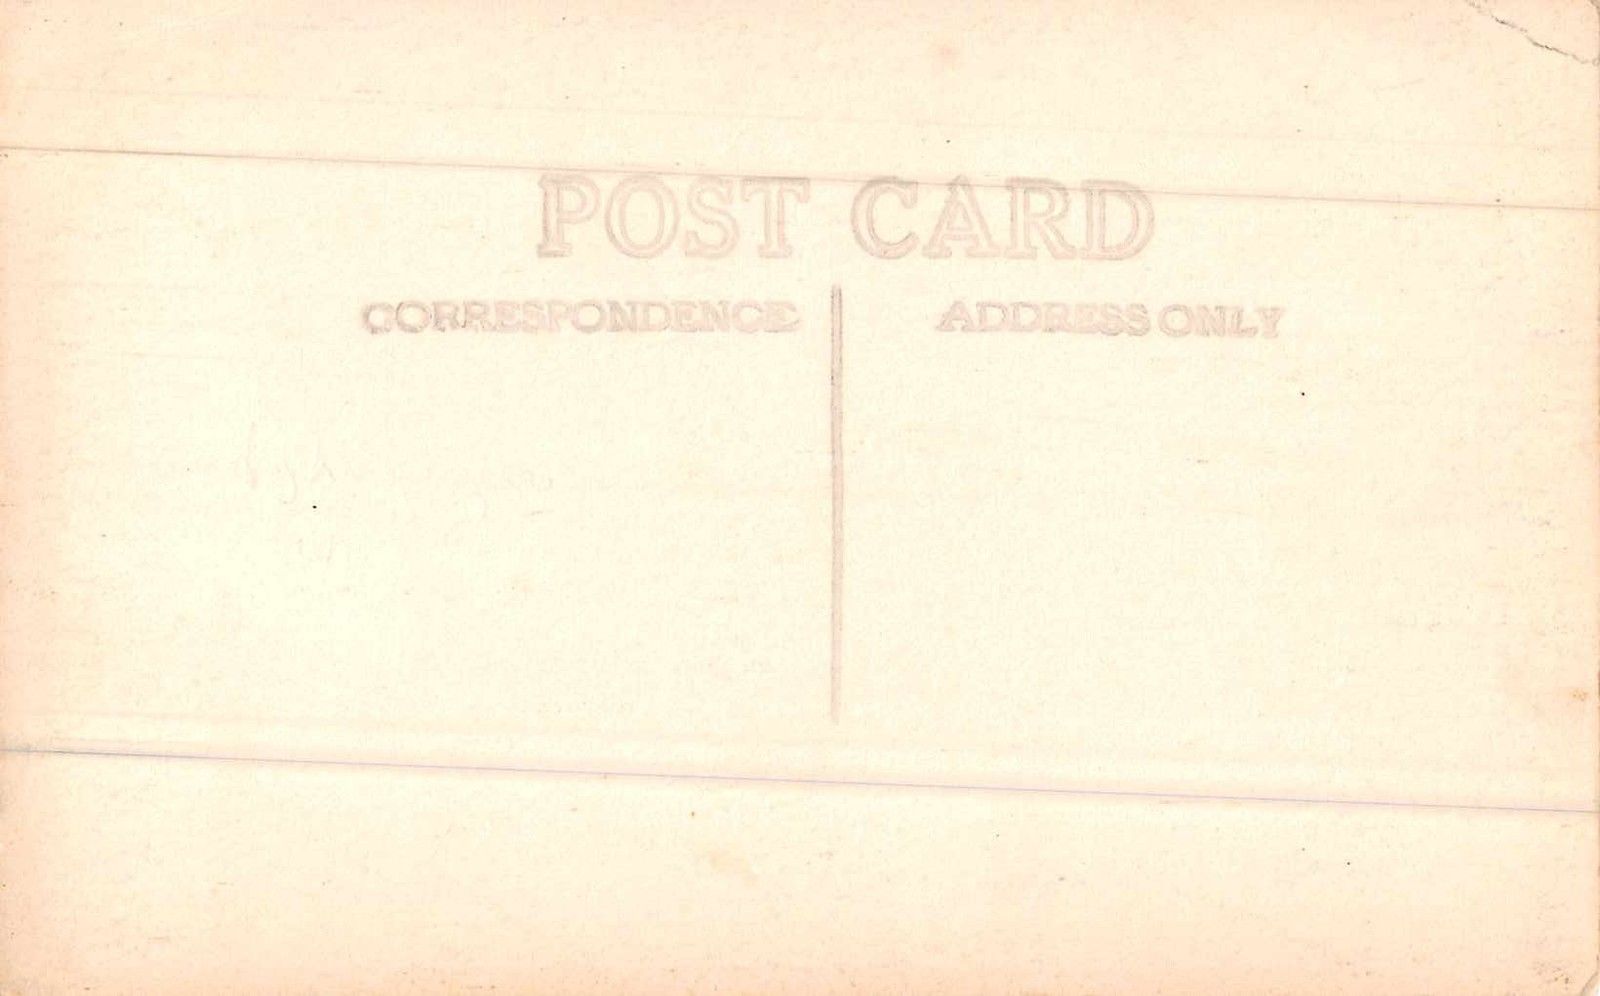 POST CARD
CORRESPONDENCE
ADDRESS ONLY